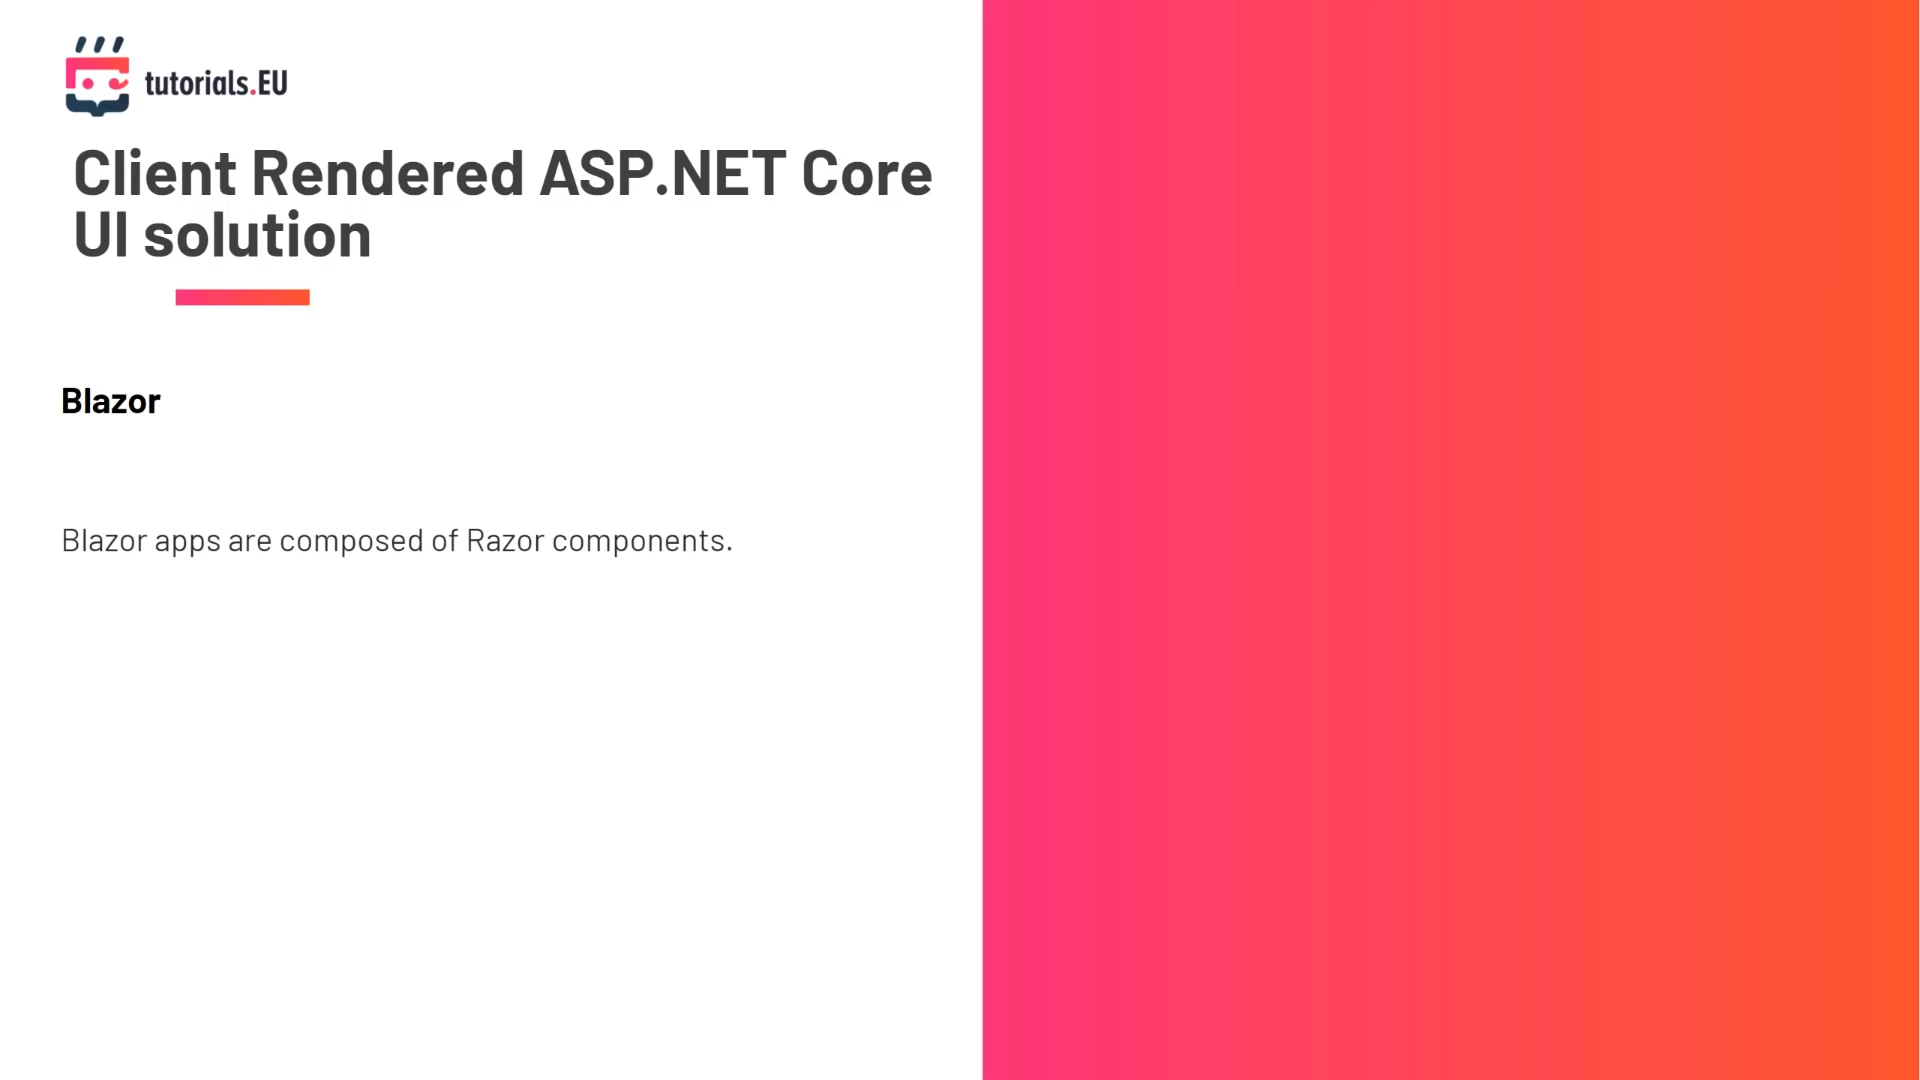 tutorials.EU
Client Rendered ASP.NET Core
UI solution
Blazor
Blazor apps are composed of Razor components.